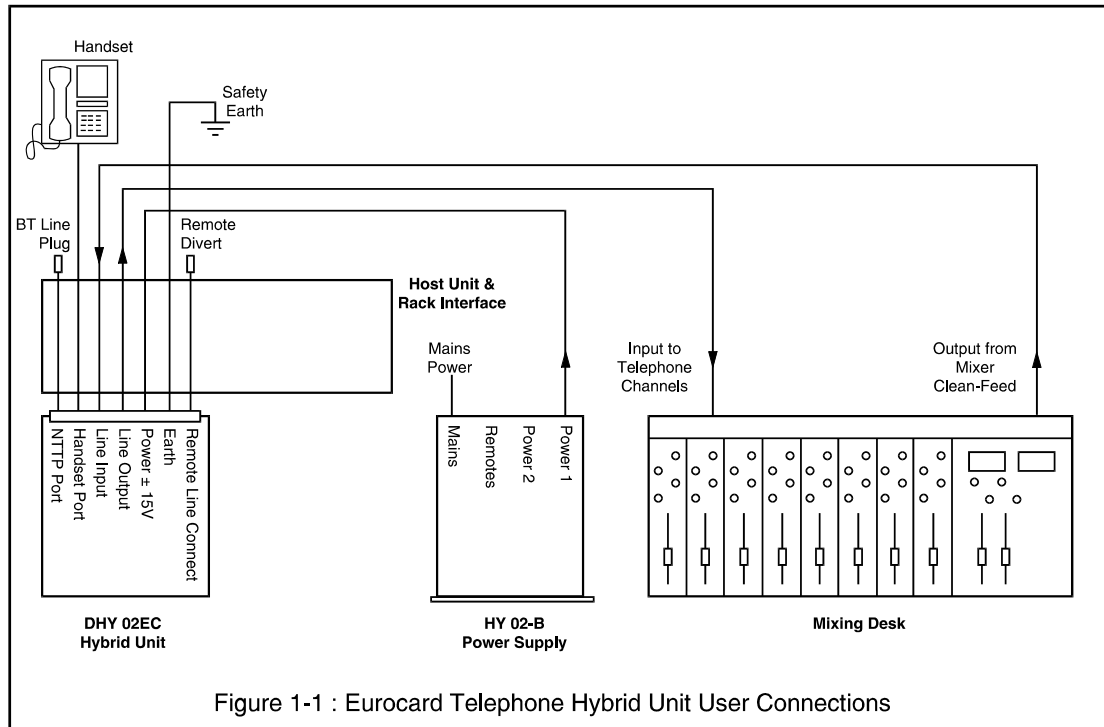 Handset
Safety
Earth
BT Line
Plug
Remote
Divert
Host Unit &
Rack Interface
Mains
Power
Input to
Telephone
Channels
Output from
Mixer
Clean-Feed
NTTP Port
Handset Port
Line Input
Line Output
Power ± 15V
Earth
Remote Line Connect
Mains
Remotes
Power 2
Power 1
DHY 02EC
Hybrid Unit
HY 02-B
Power Supply
Mixing Desk
Figure 1-1 : Eurocard Telephone Hybrid Unit User Connections